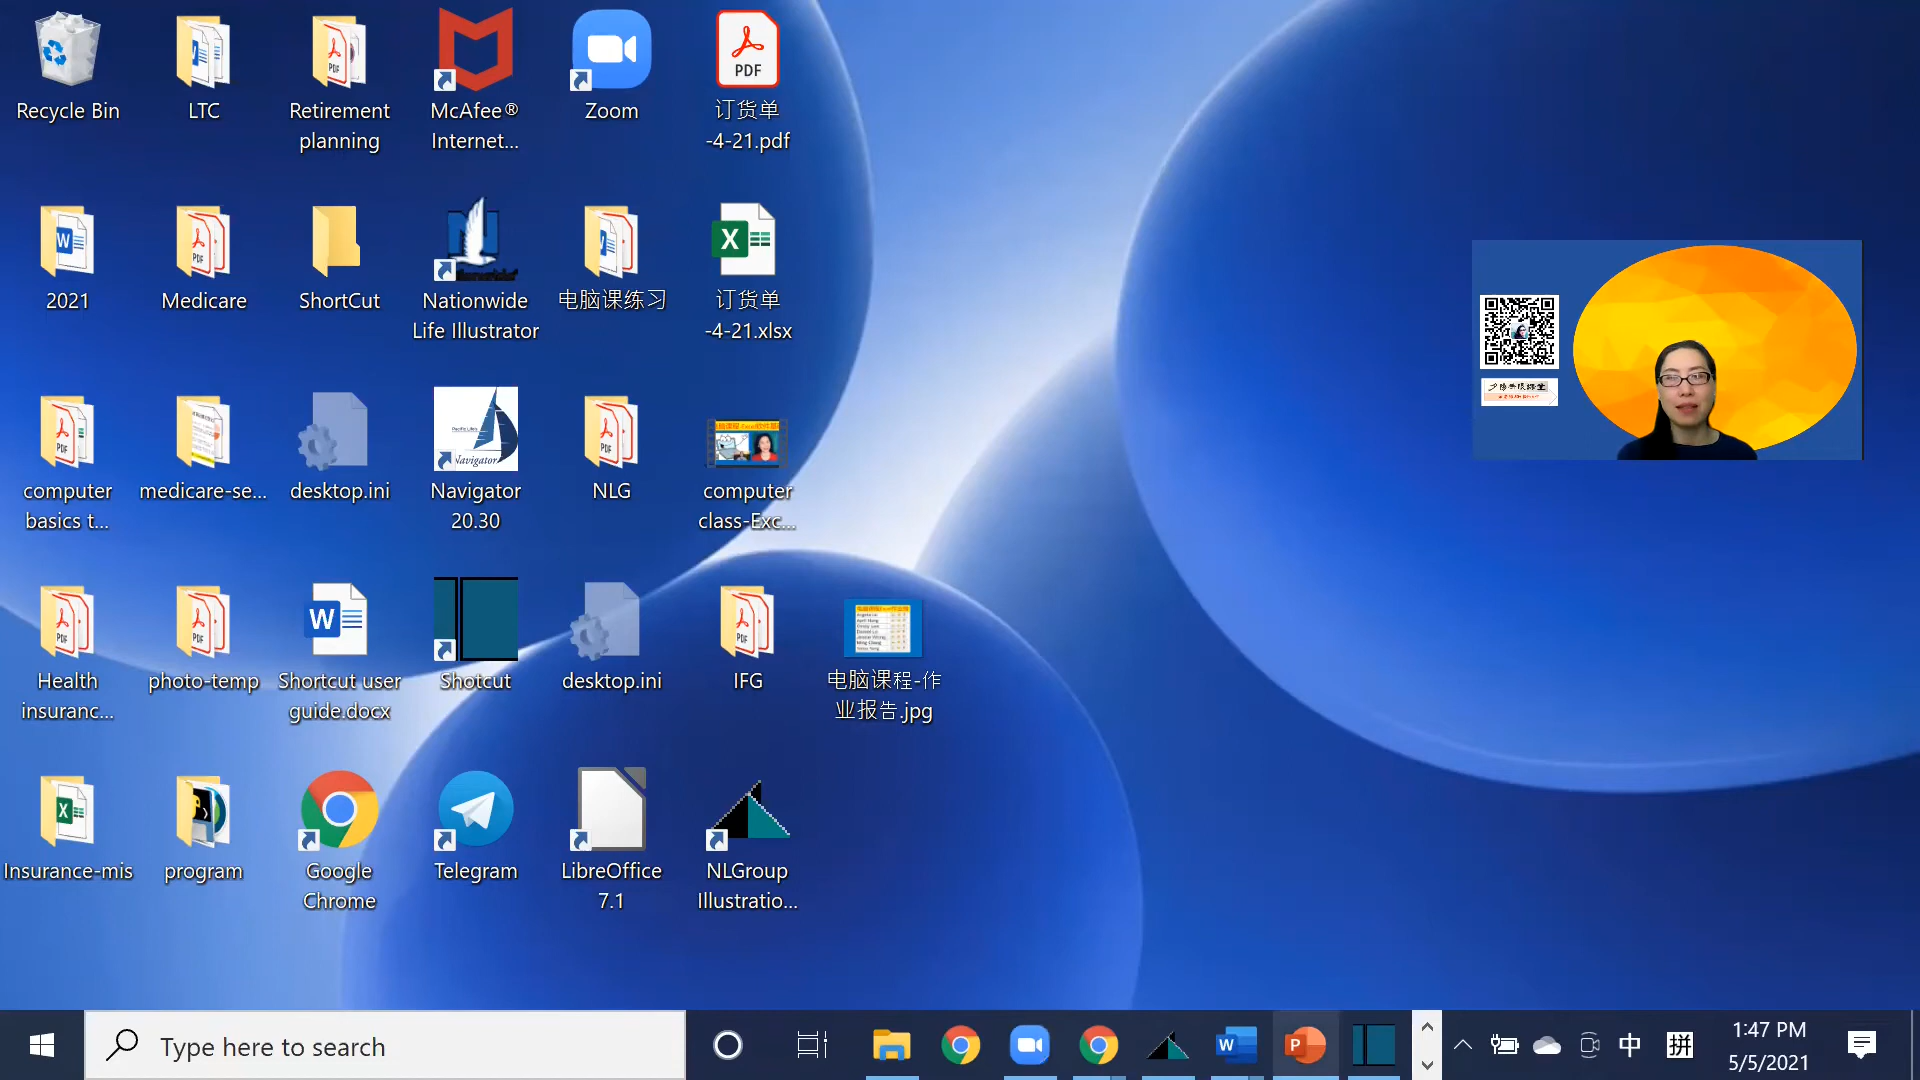 Recycle Bin
LTC
Retirement
planning
McAfee®
Internet...
Zoom
PDF
订货单
-4-21.pdf
2021
Medicare
ShortCut
Nationwide
Life Illustrator
电脑课练习
订货单
-4-21.xlsx
computer
basics t...
medicare-se...
desktop.ini
Navigator
Navigator
20.30
NLG
computer
class-Exc...
Health
insuranc...
photo-temp
Shortcut user
guide.docx
Shotcut
desktop.ini
IFG
电脑课程-作
业报告.jpg
Insurance-mis
program
Google
Chrome
Telegram
LibreOffice
7.1
NLGroup
Illustratio...
Type here to search
中
拼
1:47 PM
5/5/2021